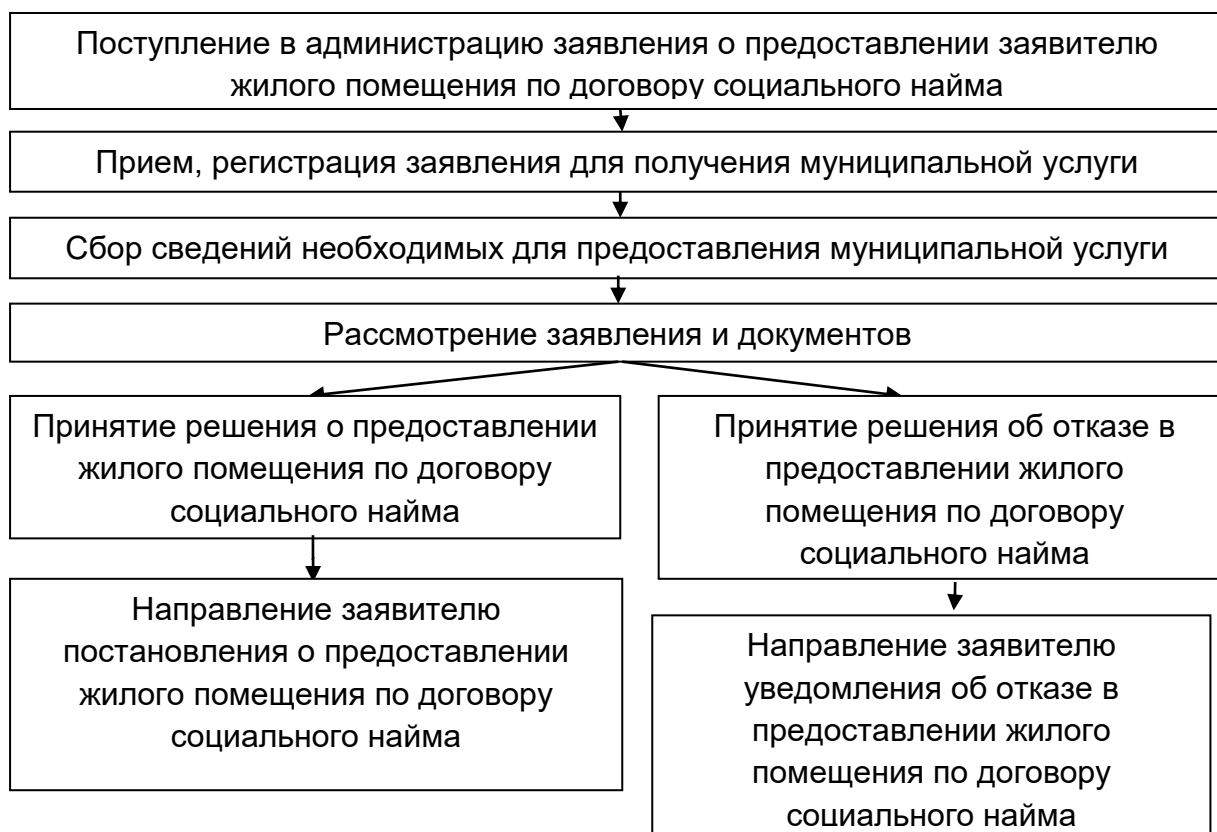 Поступление в администрацию заявления о предоставлении заявителю
жилого помещения по договору социального найма
Прием, регистрация заявления для получения муниципальной услуги
Сбор сведений необходимых для предоставления муниципальной услуги
Рассмотрение заявления и документов
Принятие решения о предоставлении
жилого помещения по договору
социального найма
Принятие решения об отказе в
предоставлении жилого
помещения по договору
социального найма
Направление заявителю
постановления о предоставлении
жилого помещения по договору
социального найма
Направление заявителю
уведомления об отказе в
предоставлении жилого
помещения по договору
социального найма